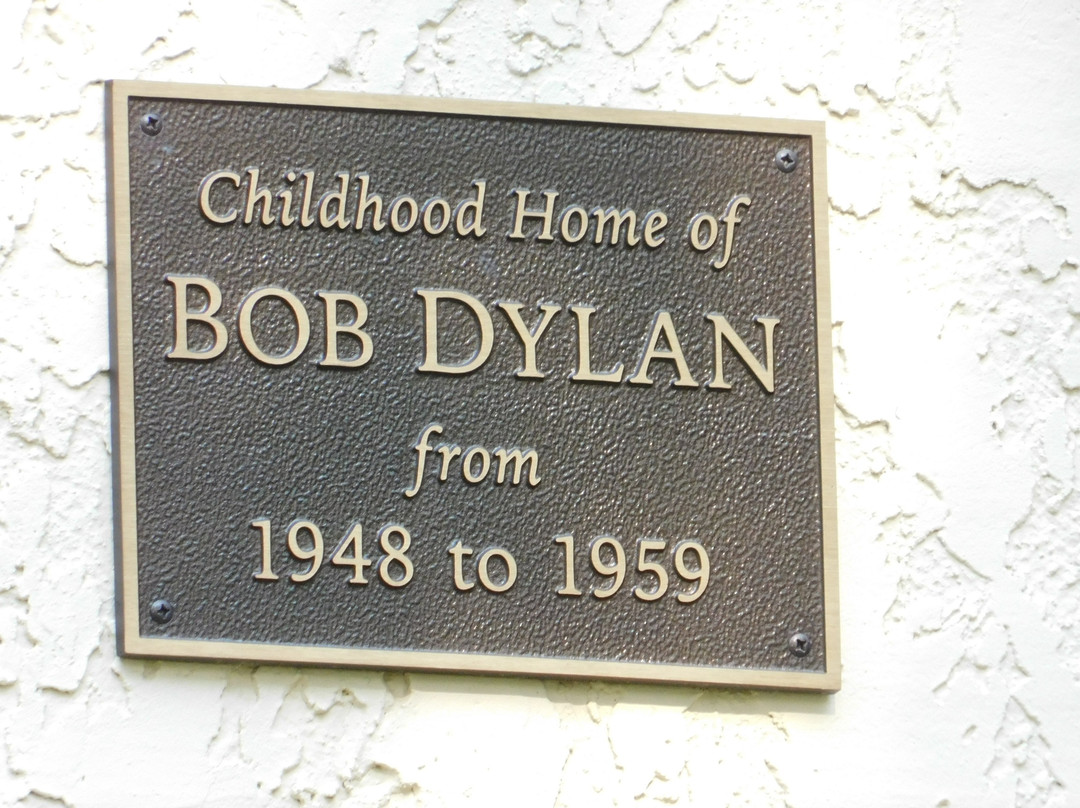 Childhood Home of
BOB DYLAN
from
1948 to 1959